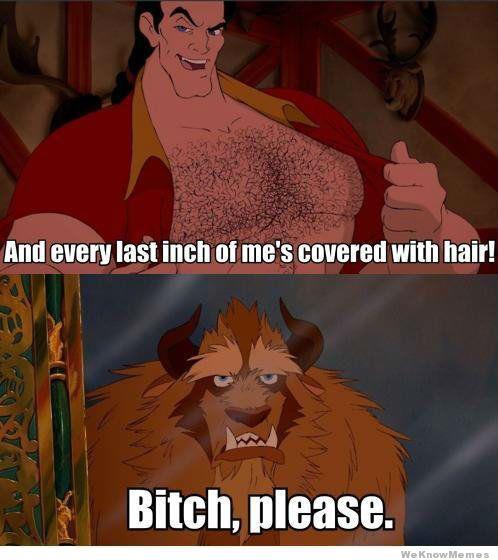 And every last inch of me's covered with hair!
Bitch, please.
WeKnowMemes